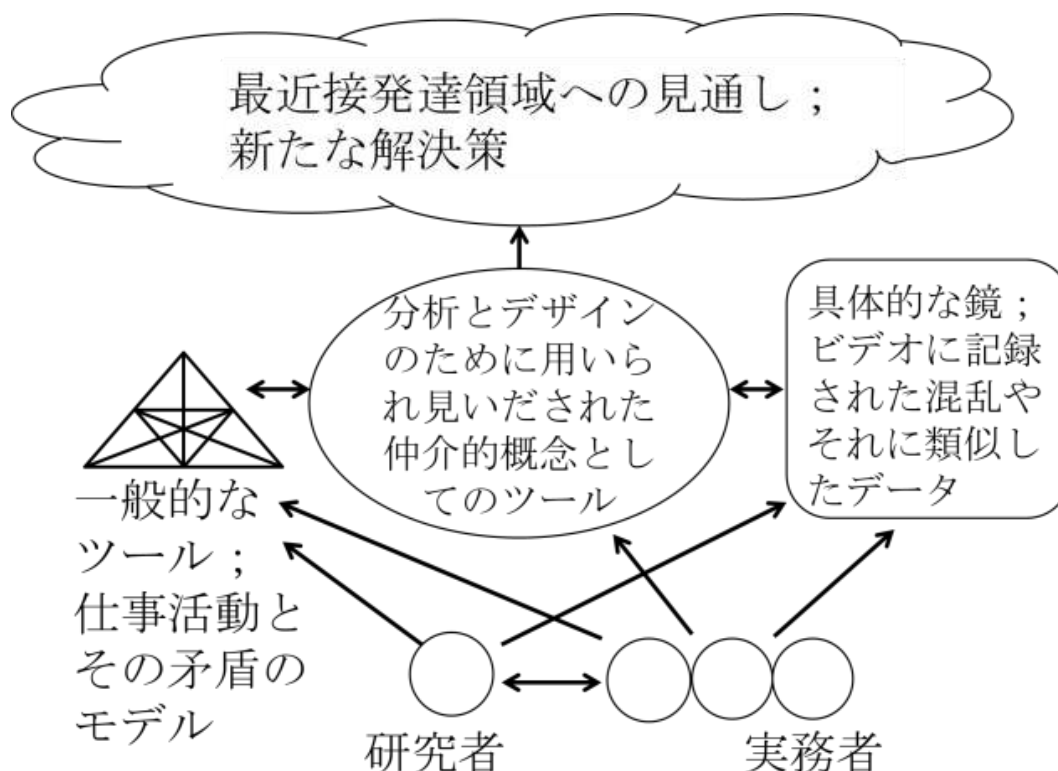 最近接発達領域への見通し；
新たな解決策
分析とデザイン
のために用いら
れ見いだされた
仲介的概念とし
てのツール
具体的な鏡；
ビデオに記録
された混乱や
それに類似し
たデータ
一般的な
ツール；
仕事活動と
その矛盾の
モデル
研究者
実務者